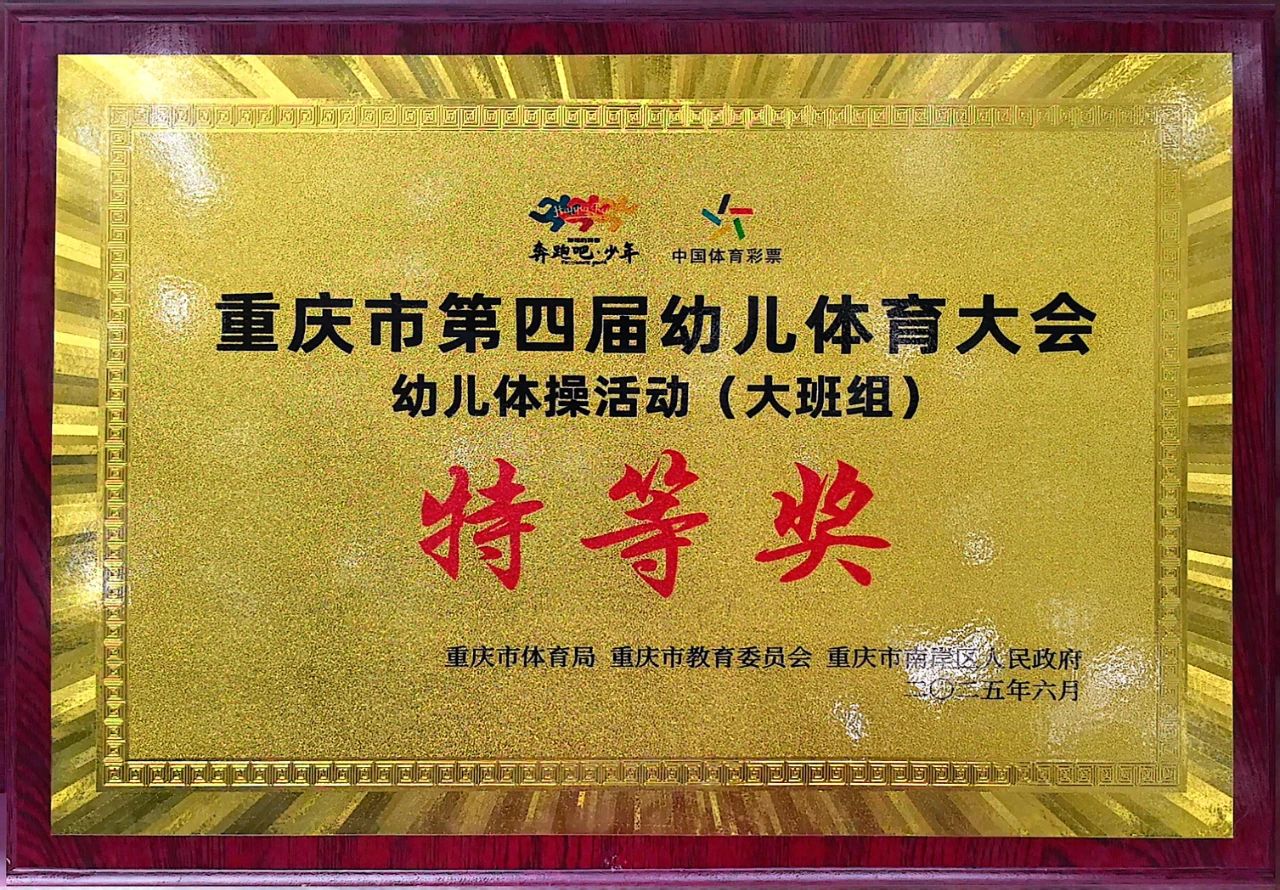 奔跑吧·少年 中国体育彩票
重庆市第四届幼儿体育大会
幼儿体操活动（大班组）
特等奖
重庆市体育局 重庆市教育委员会 重庆市南岸区人民政府
二〇二五年六月